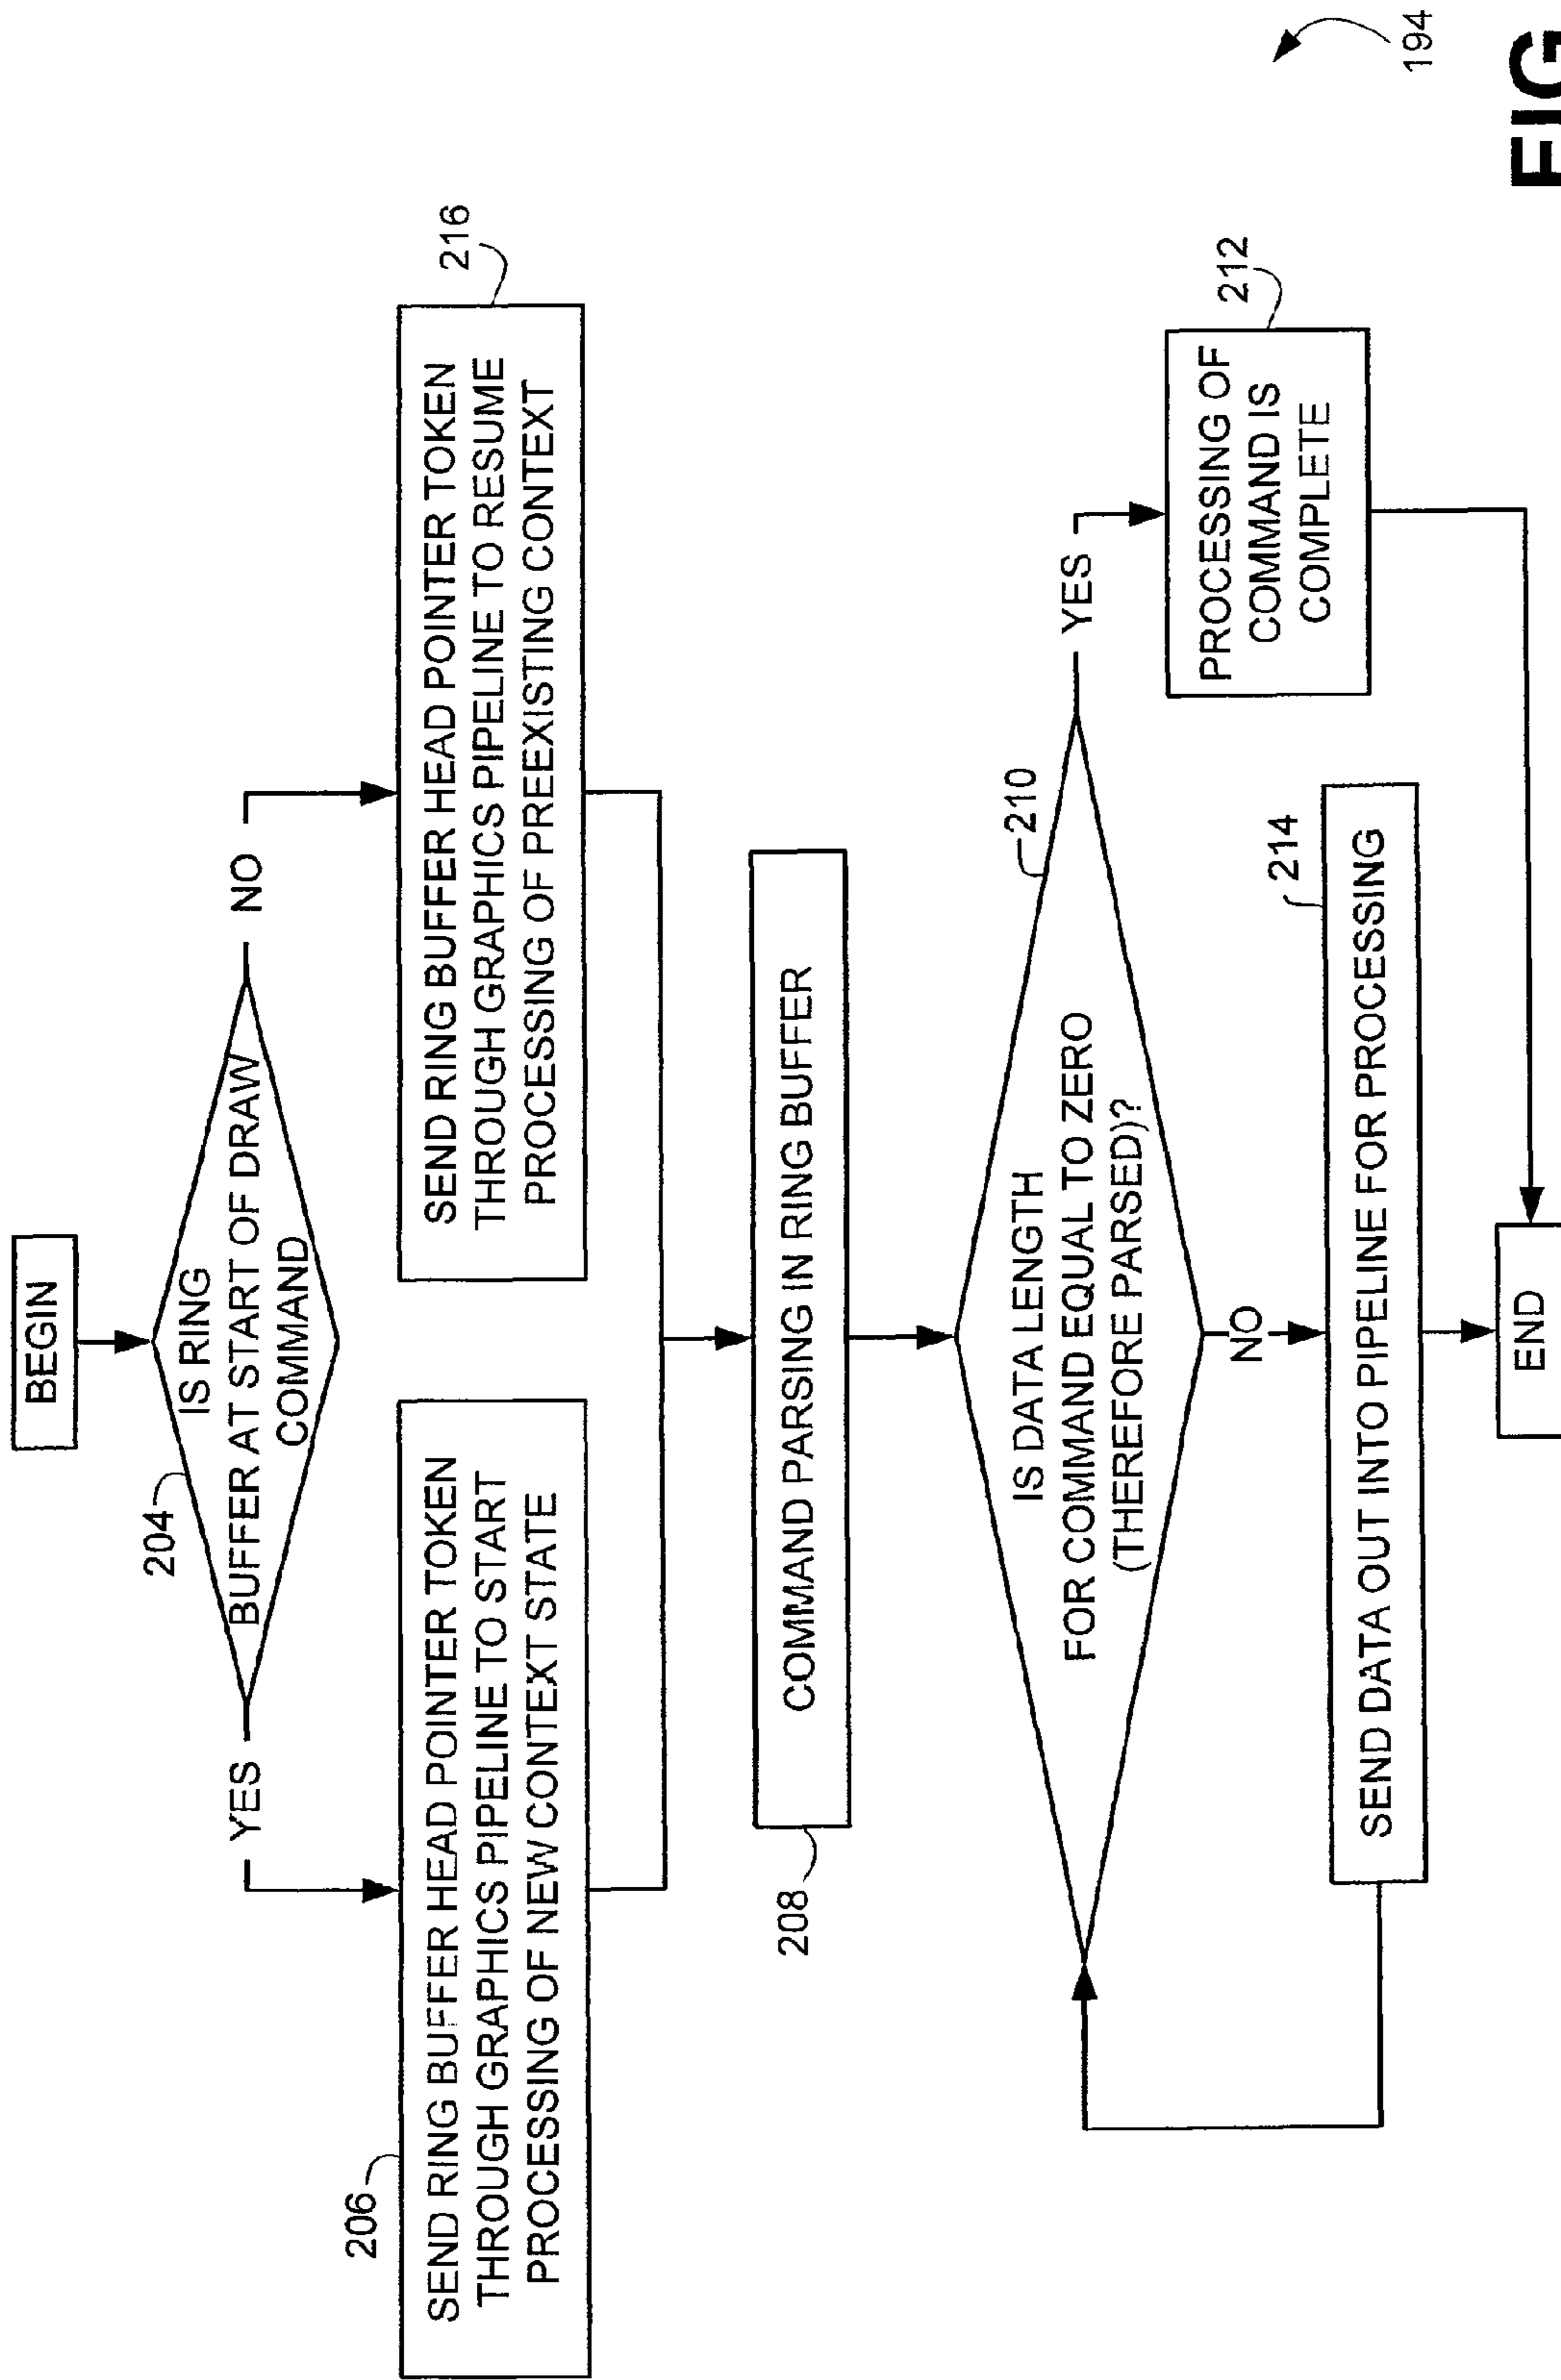 BEGIN
204
IS RING
BUFFER AT START OF DRAW
COMMAND
YES
NO
206
SEND RING BUFFER HEAD POINTER TOKEN
THROUGH GRAPHICS PIPELINE TO START
PROCESSING OF NEW CONTEXT STATE
216
SEND RING BUFFER HEAD POINTER TOKEN
THROUGH GRAPHICS PIPELINE TO RESUME
PROCESSING OF PREEXISTING CONTEXT
208
COMMAND PARSING IN RING BUFFER
210
IS DATA LENGTH
FOR COMMAND EQUAL TO ZERO
(THEREFORE PARSED)?
YES
NO
212
PROCESSING OF
COMMAND IS
COMPLETE
214
SEND DATA OUT INTO PIPELINE FOR PROCESSING
END
194
FIG